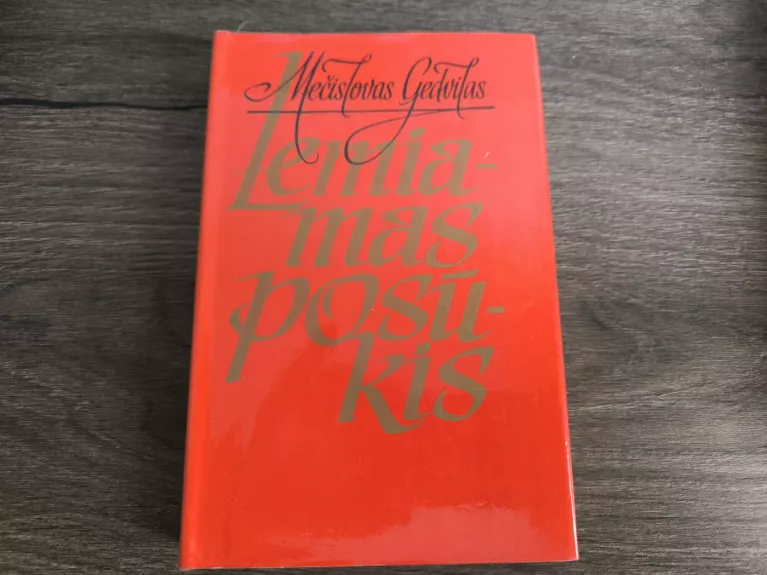 Mečislovas Gedvilas
Lemia-
mas
posū-
kis